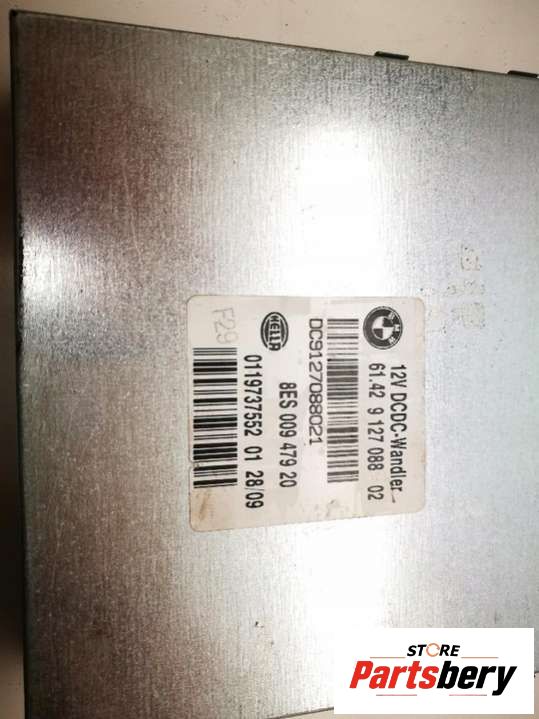 BMW
12V DCDC-Wandler
61.42 9 127 088 02
DC9127088021
HELLA
8ES 009 479 20
0119737552 01 28/09
F29
STORE
Partsbery